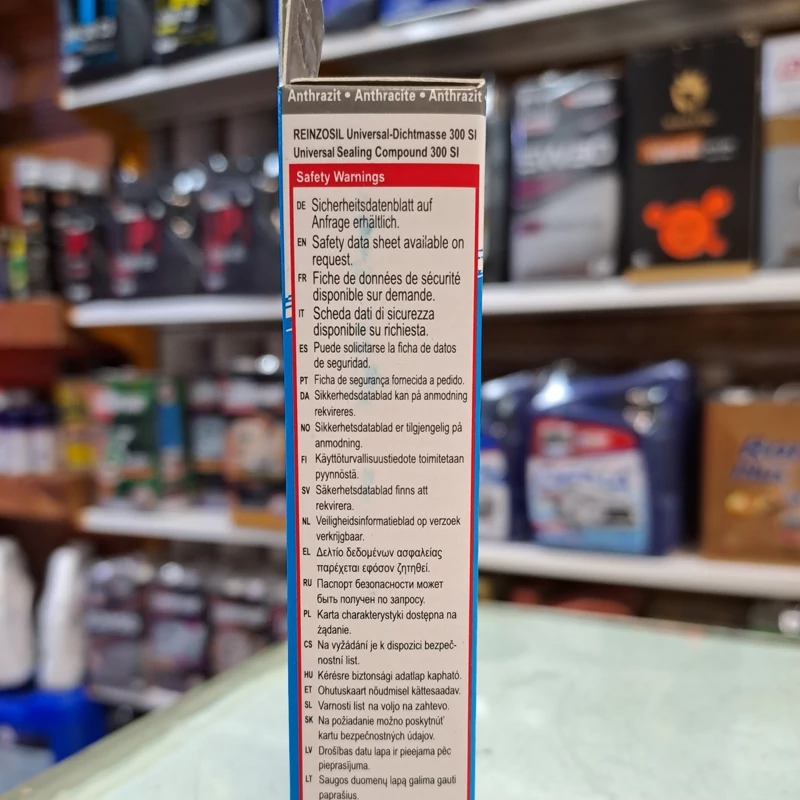 Anthrazit • Anthracite • Anthrazit
REINZOSIL Universal-Dichtmasse 300 SI
Universal Sealing Compound 300 SI
Safety Warnings
DE Sicherheitsdatenblatt auf
Anfrage erhältlich.
EN Safety data sheet available on
request.
FR Fiche de données de sécurité
disponible sur demande.
IT Scheda dati di sicurezza
disponibile su richiesta.
ES Puede solicitarse la ficha de datos
de seguridad.
PT Ficha de segurança fornecida a pedido.
DA Sikkerhedsdatablad kan på anmodning
rekvireres.
NO Sikkerhetsdatablad er tilgjengelig på
anmodning.
FI Käyttöturvallisuustiedote toimitetaan
pyynnöstä.
SV Säkerhetsdatablad finns att
rekvirera.
NL Veiligheidsinformatieblad op verzoek
verkrijgbaar.
EL Δελτίο δεδομένων ασφαλείας
παρέχεται εφόσον ζητηθεί.
RU Паспорт безопасности может
быть получен по запросу.
PL Karta charakterystyki dostępna na
żądanie.
CS Na vyžádání je k dispozici bezpeč-
nostní list.
HU Kérésre biztonsági adatlap kapható.
ET Ohutuskaart nõudmisel kättesaadav.
SL Varnosti list na voljo na zahtevo.
SK Na požiadanie možno poskytnúť
kartu bezpečnostných údajov.
LV Drošības datu lapa ir pieejama pēc
pieprasījuma.
LT Saugos duomenų lapą galima gauti
paprašius.